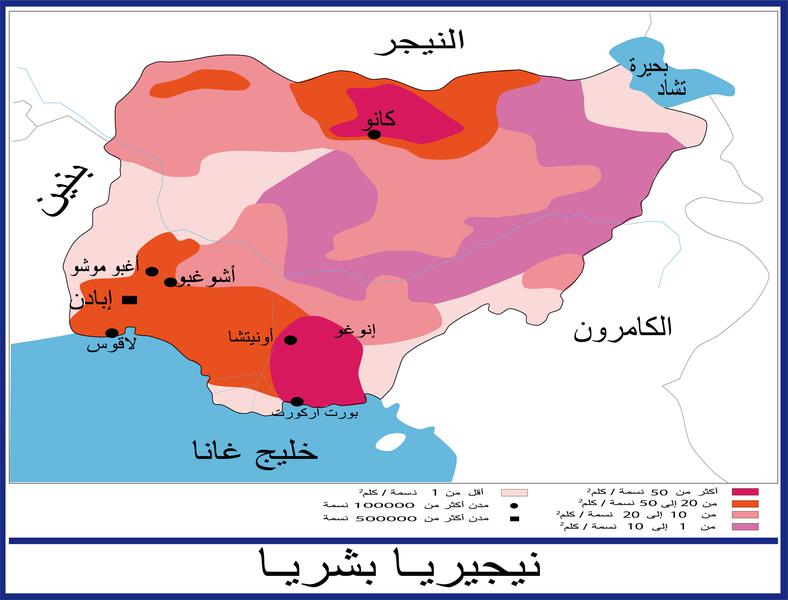 النيجر
بحيرة
تشاد
كانو
بنين
أغبو موشو
أشوغبو
إبادن
لاقوس
أونيتشا
إنوغو
الكامرون
بورت أركورت
خليج غانا
أكثر من 50 نسمة / كلم²
من 20 إلى 50 نسمة / كلم²
من 10 إلى 20 نسمة / كلم²
من 1 إلى 10 نسمة / كلم²
أقل من 1 نسمة / كلم²
مدن أكثر من 100000 نسمة
مدن أكثر من 500000 نسمة
نيجيريا بشريا